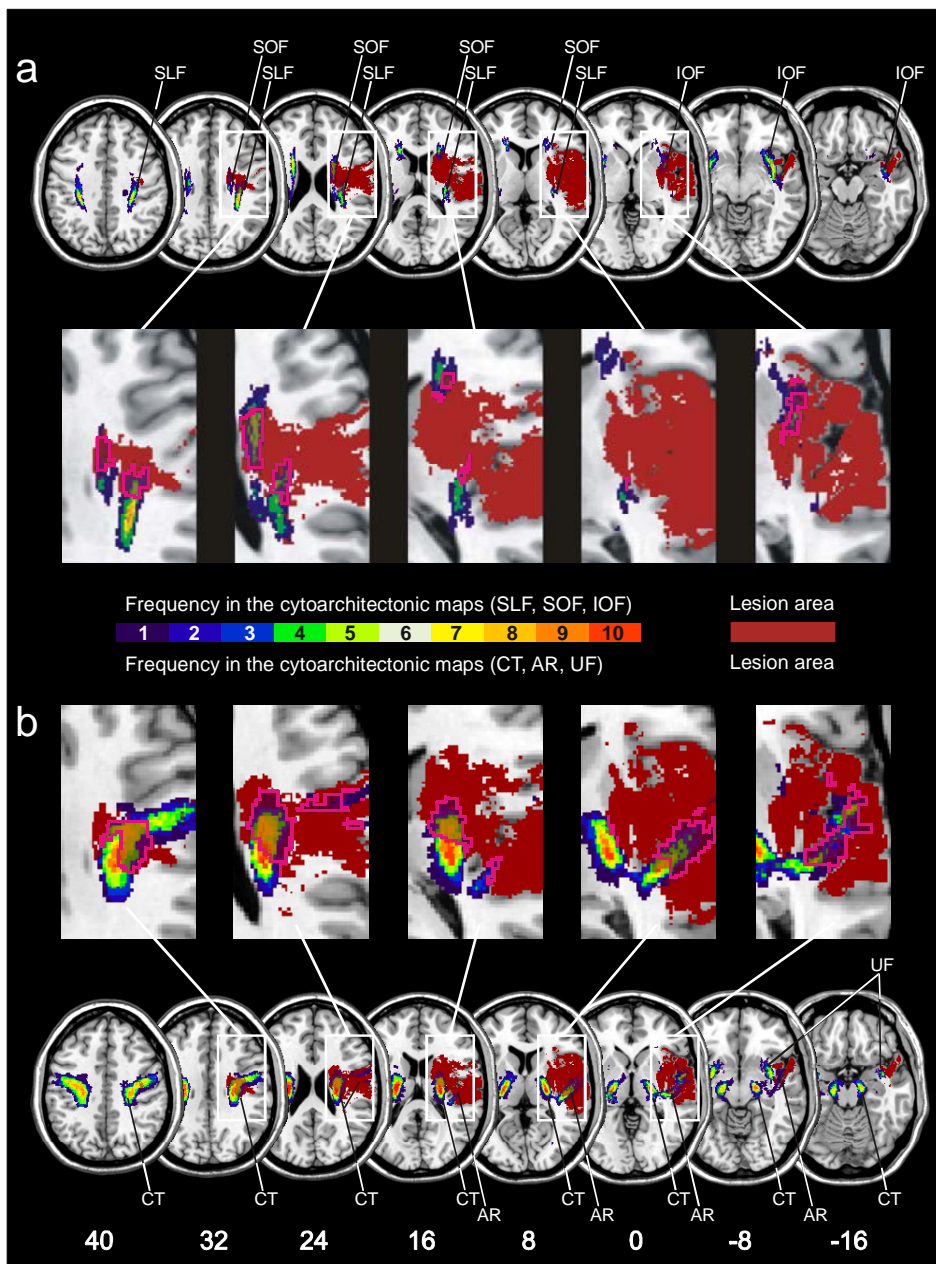 a
SOF SOF SOF
SLF SLF SLF SLF SLF IOF IOF IOF
Frequency in the cytoarchitectonic maps (SLF, SOF, IOF) Lesion area
1 2 3 4 5 6 7 8 9 10
Frequency in the cytoarchitectonic maps (CT, AR, UF) Lesion area
b
UF
CT CT CT CT CT CT CT
AR AR AR AR
40 32 24 16 8 0 -8 -16